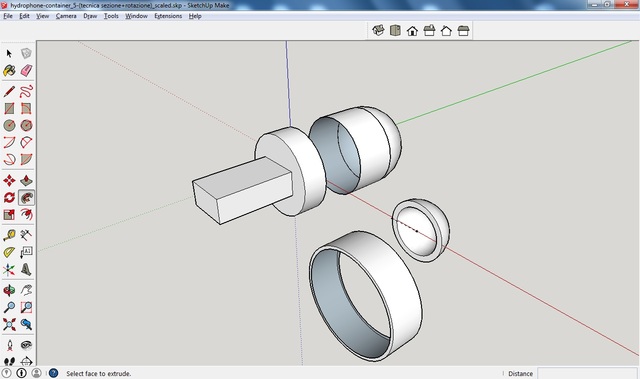 hydrophone-container_5-(tecnica sezione+rotazione)_scaled.skp - SketchUp Make
File Edit View Camera Draw Tools Window Extensions Help
Select face to extrude.
Distance